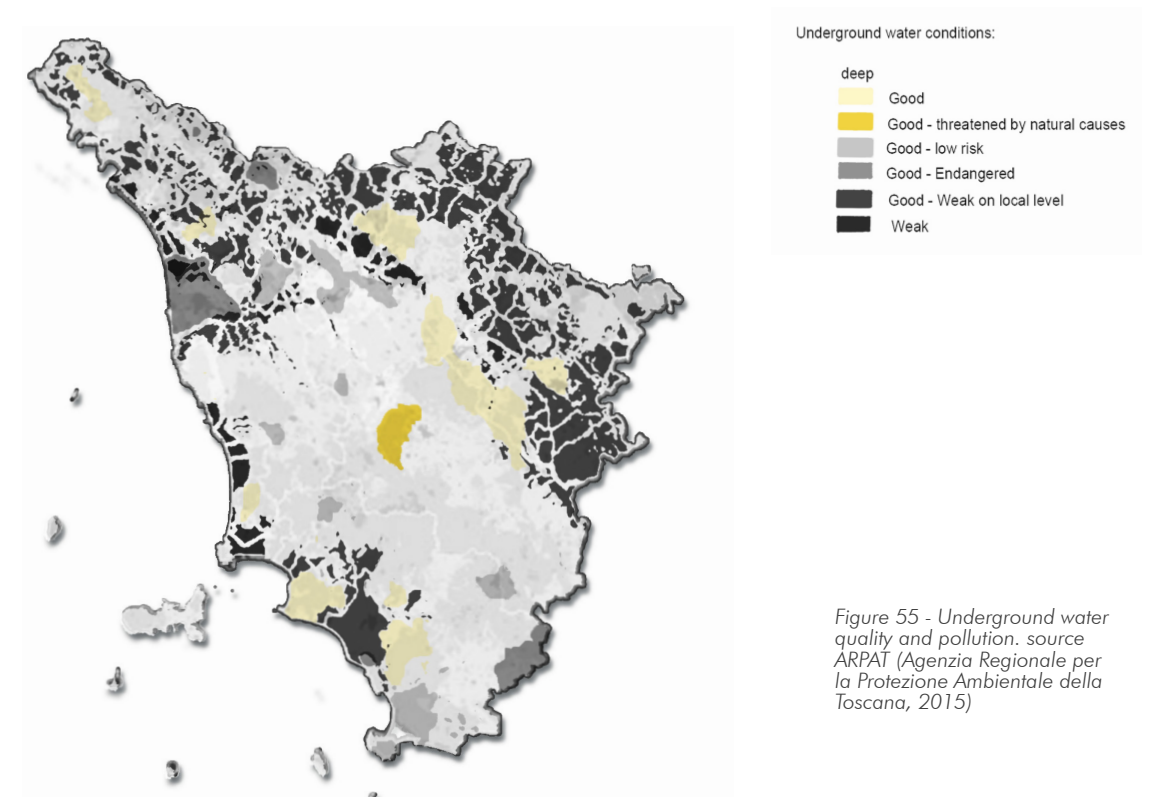 Underground water conditions:
deep
Good
Good - threatened by natural causes
Good - low risk
Good - Endangered
Good - Weak on local level
Weak
Figure 55 - Underground water
quality and pollution. source
ARPAT (Agenzia Regionale per
la Protezione Ambientale della
Toscana, 2015)